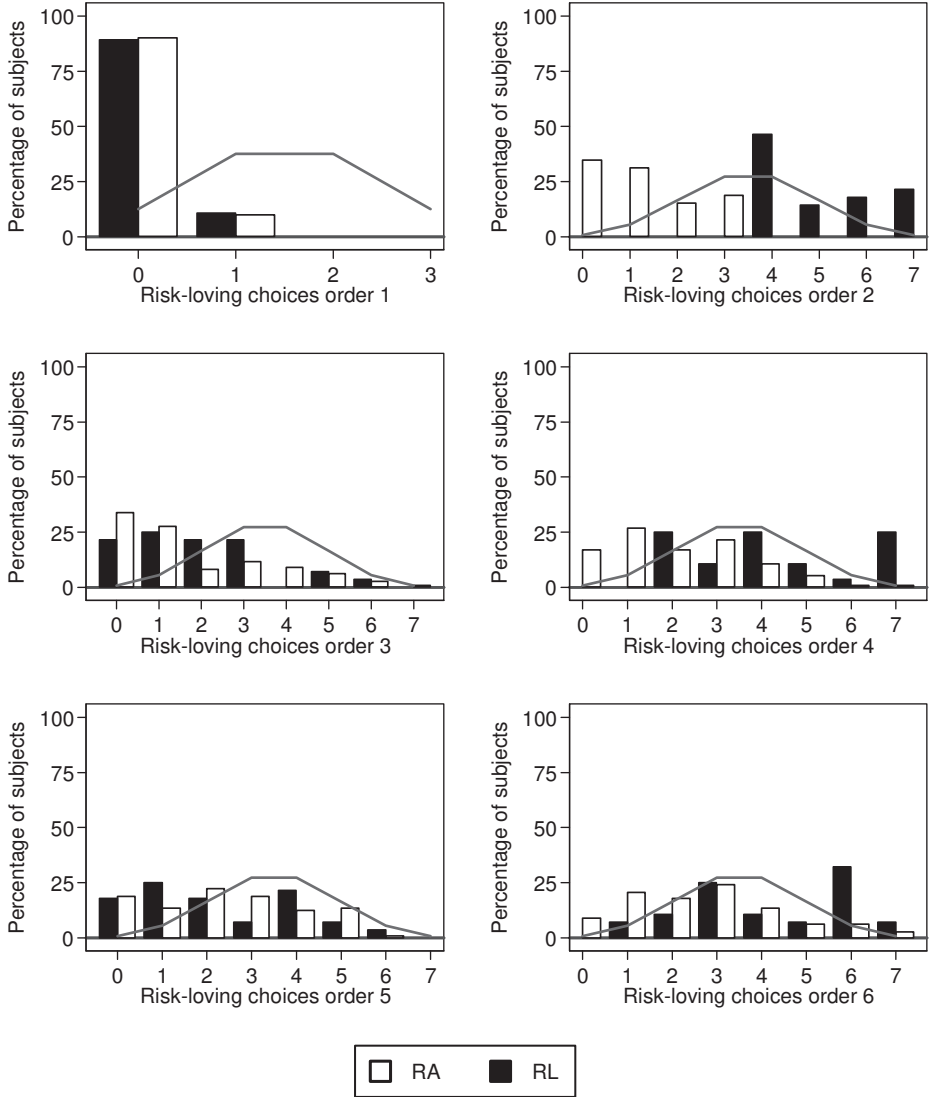 Percentage of subjects
100
75
50
25
0
0 1 2 3
Risk-loving choices order 1
Percentage of subjects
100
75
50
25
0
0 1 2 3 4 5 6 7
Risk-loving choices order 2
Percentage of subjects
100
75
50
25
0
0 1 2 3 4 5 6 7
Risk-loving choices order 3
Percentage of subjects
100
75
50
25
0
0 1 2 3 4 5 6 7
Risk-loving choices order 4
Percentage of subjects
100
75
50
25
0
0 1 2 3 4 5 6 7
Risk-loving choices order 5
Percentage of subjects
100
75
50
25
0
0 1 2 3 4 5 6 7
Risk-loving choices order 6
RA RL